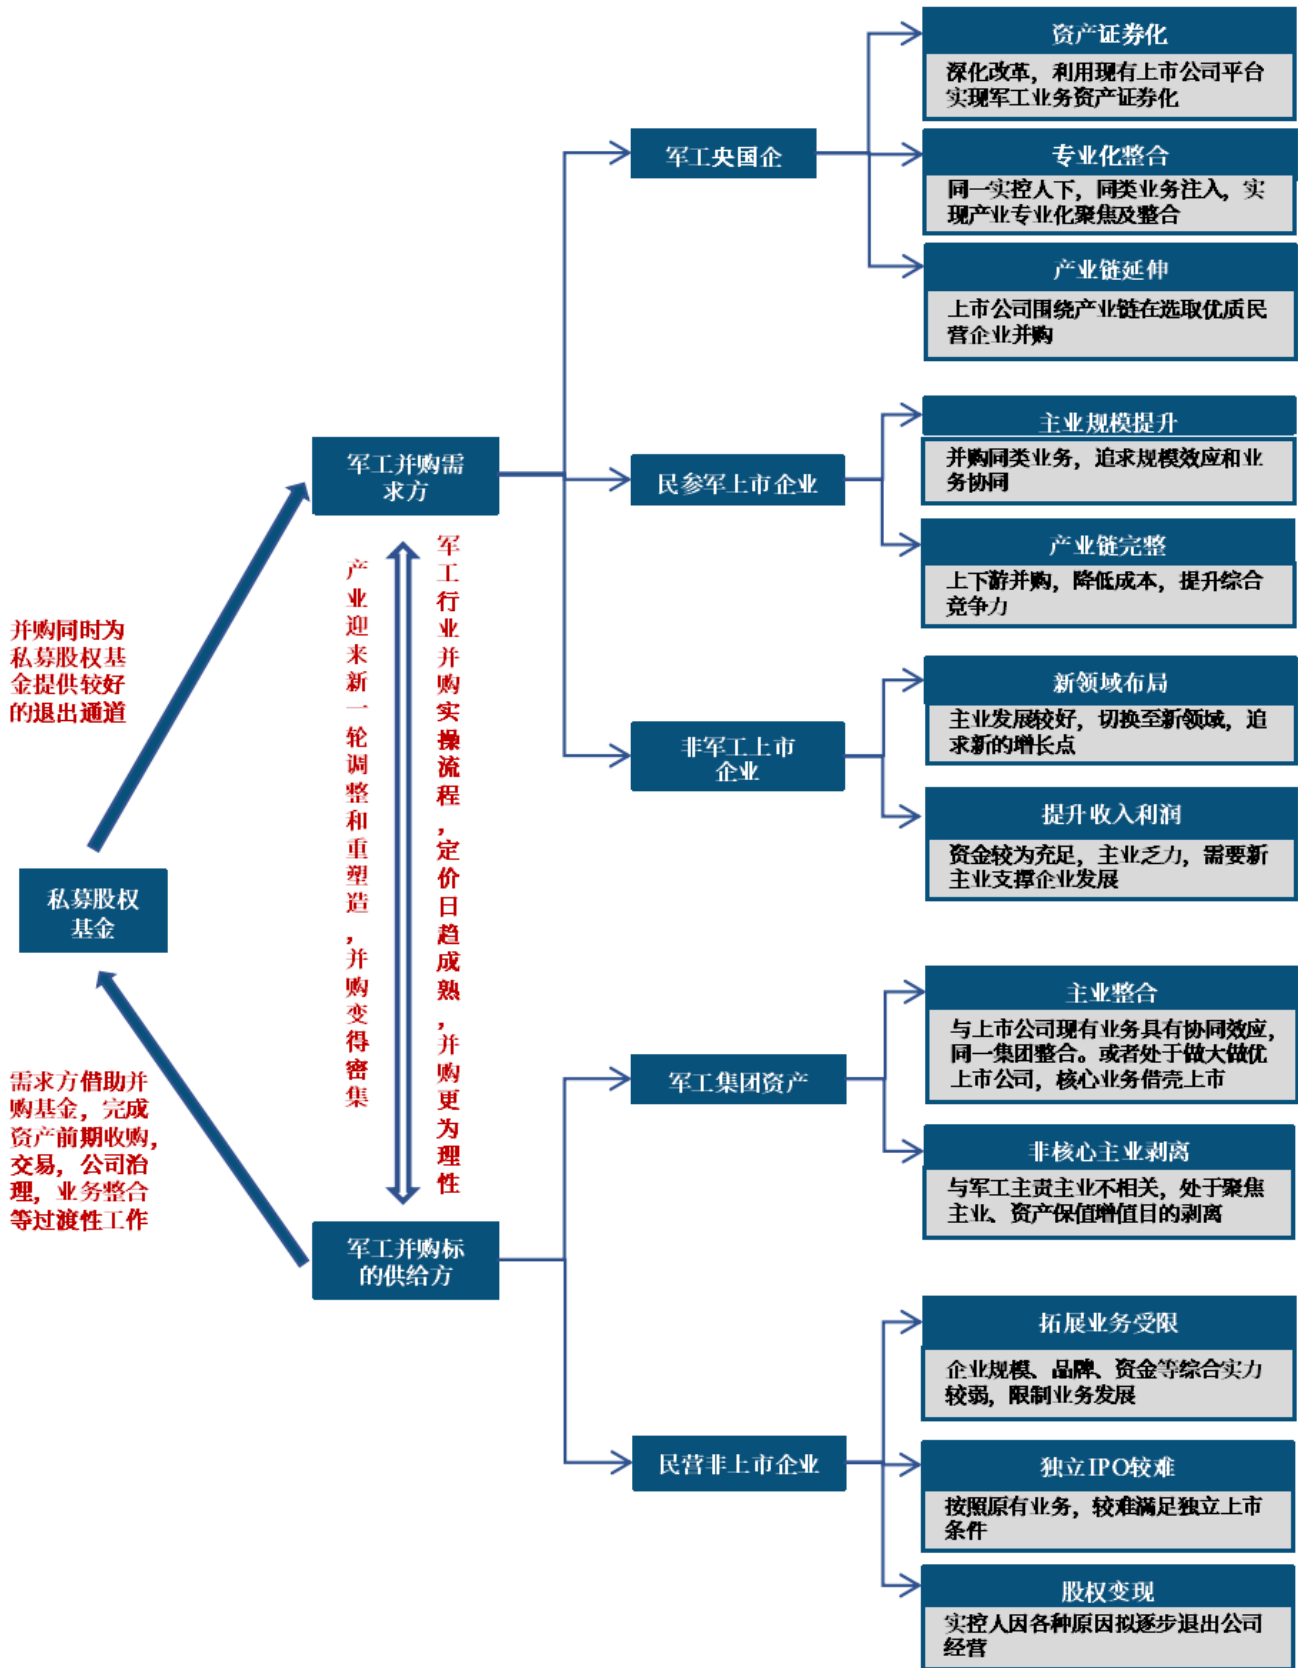 资产证券化
深化改革，利用现有上市公司平台
实现军工业务资产证券化
军工央国企
专业化整合
同一实控人下，同类业务注入，实
现产业专业化聚焦及整合
产业链延伸
上市公司围绕产业链在选取优质民
营企业并购
军工并购需
求方
民参军上市企业
主业规模提升
并购同类业务，追求规模效应和业
务协同
产业链完整
上下游并购，降低成本，提升综合
竞争力
非军工上市
企业
新领域布局
主业发展较好，切换至新领域，追
求新的增长点
提升收入利润
资金较为充足，主业乏力，需要新
主业支撑企业发展
并购同时为
私募股权基
金提供较好
的退出通道
军工行业并购实操流程，定价日趋成熟，并购更为理性
产业迎来新一轮调整和重塑造，并购变得密集
私募股权
基金
需求方借助并
购基金，完成
资产前期收购，
交易，公司治
理，业务整合
等过渡性工作
军工并购标
的供给方
军工集团资产
主业整合
与上市公司现有业务具有协同效应，
同一集团整合。或者处于做大做优
上市公司，核心业务借壳上市
非核心主业剥离
与军工主责主业不相关，处于聚焦
主业、资产保值增值目的剥离
民营非上市企业
拓展业务受限
企业规模、品牌、资金等综合实力
较弱，限制业务发展
独立IPO较难
按照原有业务，较难满足独立上市
条件
股权变现
实控人因各种原因拟逐步退出公司
经营